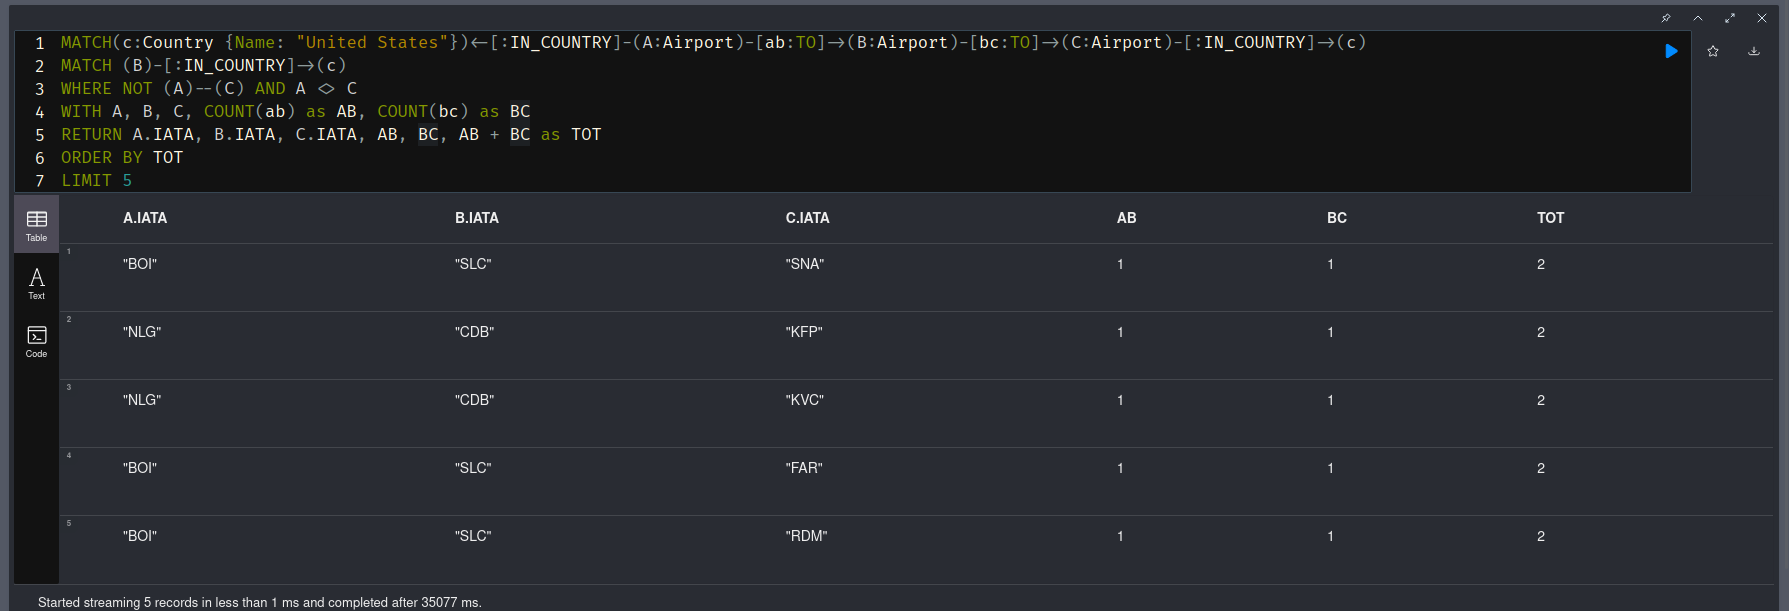 1 MATCH(c:Country {Name: "United States"})<-[:IN_COUNTRY]-(A:Airport)-[ab:TO]->(B:Airport)-[bc:TO]->(C:Airport)-[:IN_COUNTRY]->(c)
2 MATCH (B)-[:IN_COUNTRY]->(c)
3 WHERE NOT (A)--(C) AND A <> C
4 WITH A, B, C, COUNT(ab) as AB, COUNT(bc) as BC
5 RETURN A.IATA, B.IATA, C.IATA, AB, BC, AB + BC as TOT
6 ORDER BY TOT
7 LIMIT 5
Table
Text
Code
A.IATA B.IATA C.IATA AB BC TOT
1 "BOI" "SLC" "SNA" 1 1 2
2 "NLG" "CDB" "KFP" 1 1 2
3 "NLG" "CDB" "KVC" 1 1 2
4 "BOI" "SLC" "FAR" 1 1 2
5 "BOI" "SLC" "RDM" 1 1 2
Started streaming 5 records in less than 1 ms and completed after 35077 ms.